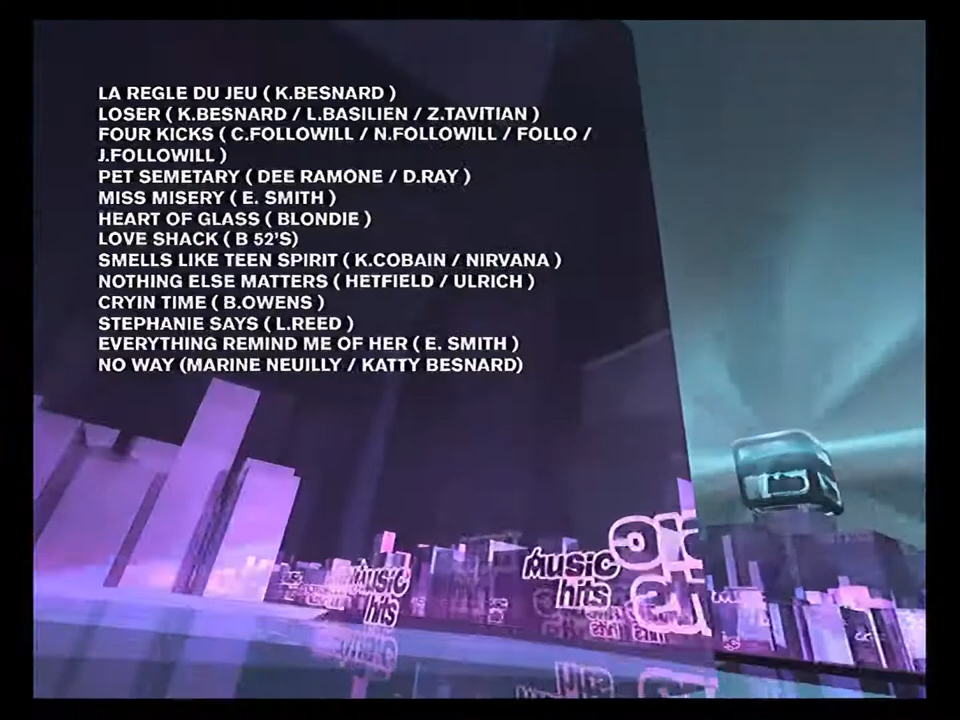 LA REGLE DU JEU ( K.BESNARD )
LOSER ( K.BESNARD / L.BASILIEN / Z.TAVITIAN )
FOUR KICKS ( C.FOLLOWILL / N.FOLLOWILL / FOLLO /
J.FOLLOWILL )
PET SEMETARY ( DEE RAMONE / D.RAY )
MISS MISERY ( E. SMITH )
HEART OF GLASS ( BLONDIE )
LOVE SHACK ( B 52'S)
SMELLS LIKE TEEN SPIRIT ( K.COBAIN / NIRVANA )
NOTHING ELSE MATTERS ( HETFIELD / ULRICH )
CRYIN TIME ( B.OWENS )
STEPHANIE SAYS ( L.REED )
EVERYTHING REMIND ME OF HER ( E. SMITH )
NO WAY (MARINE NEUILLY / KATTY BESNARD)
music
hits
music
hits